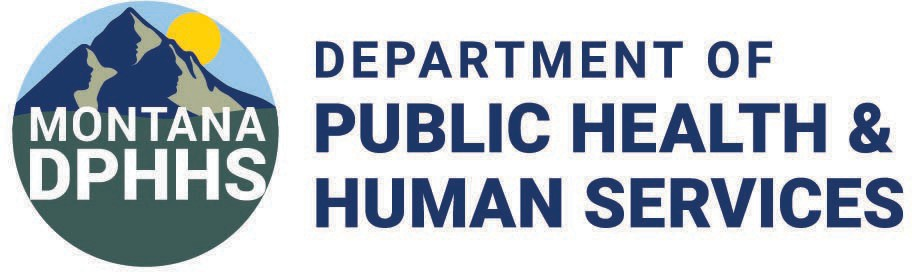 MONTANA
DPHHS
DEPARTMENT OF
PUBLIC HEALTH &
HUMAN SERVICES